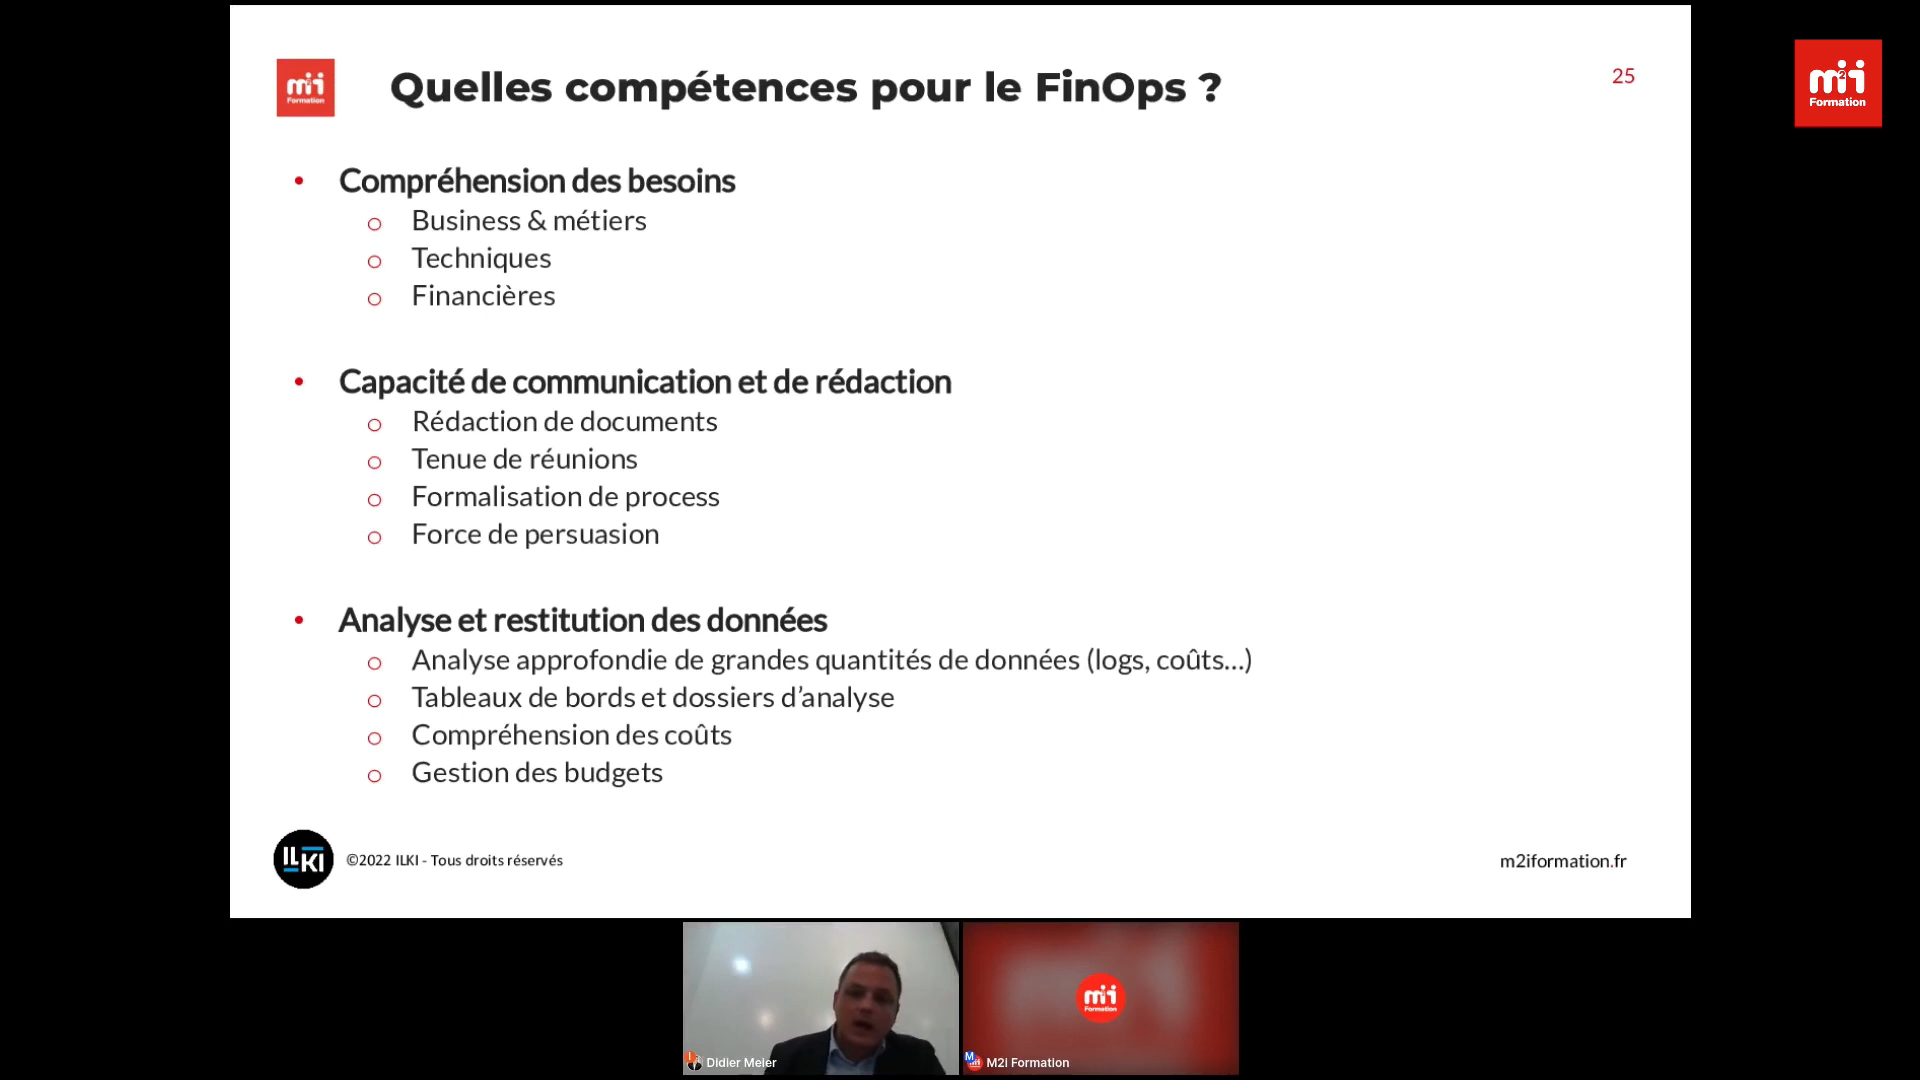 m2i
Formation
Quelles compétences pour le FinOps ?
25
m2i
Formation
• Compréhension des besoins
o Business & métiers
o Techniques
o Financières
• Capacité de communication et de rédaction
o Rédaction de documents
o Tenue de réunions
o Formalisation de process
o Force de persuasion
• Analyse et restitution des données
o Analyse approfondie de grandes quantités de données (logs, coûts...)
o Tableaux de bords et dossiers d’analyse
o Compréhension des coûts
o Gestion des budgets
ILKI
©2022 ILKI - Tous droits réservés
m2iformation.fr
m2i
Formation
Didier Meier
M2i Formation